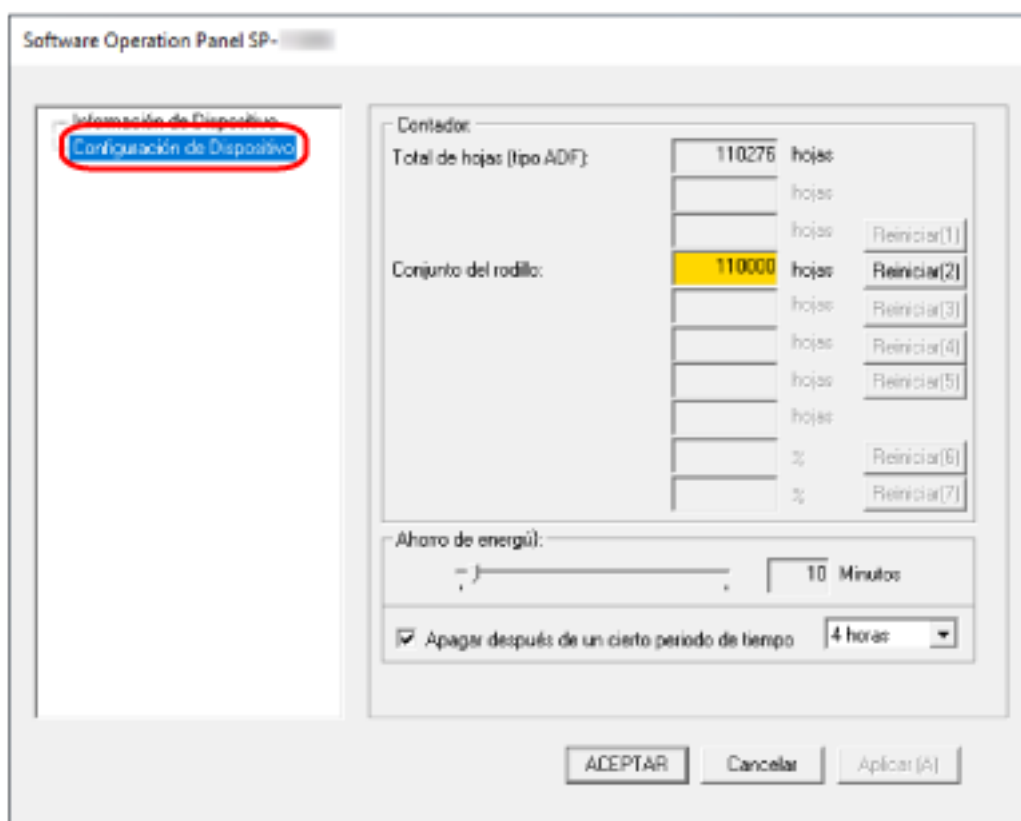 Software Operation Panel SP-
Información de Dispositivo
Configuración de Dispositivo
Contador:
Total de hojas (tipo ADF): 110276 hojas
hojas
hojas Reiniciar(1)
Conjunto del rodillo: 110000 hojas Reiniciar(2)
hojas Reiniciar(3)
hojas Reiniciar(4)
hojas Reiniciar(5)
hojas
% Reiniciar(6)
% Reiniciar(7)
Ahorro de energú):
10 Minutos
Apagar después de un cierto periodo de tiempo 4 horas
ACEPTAR Cancelar Aplicar (A)